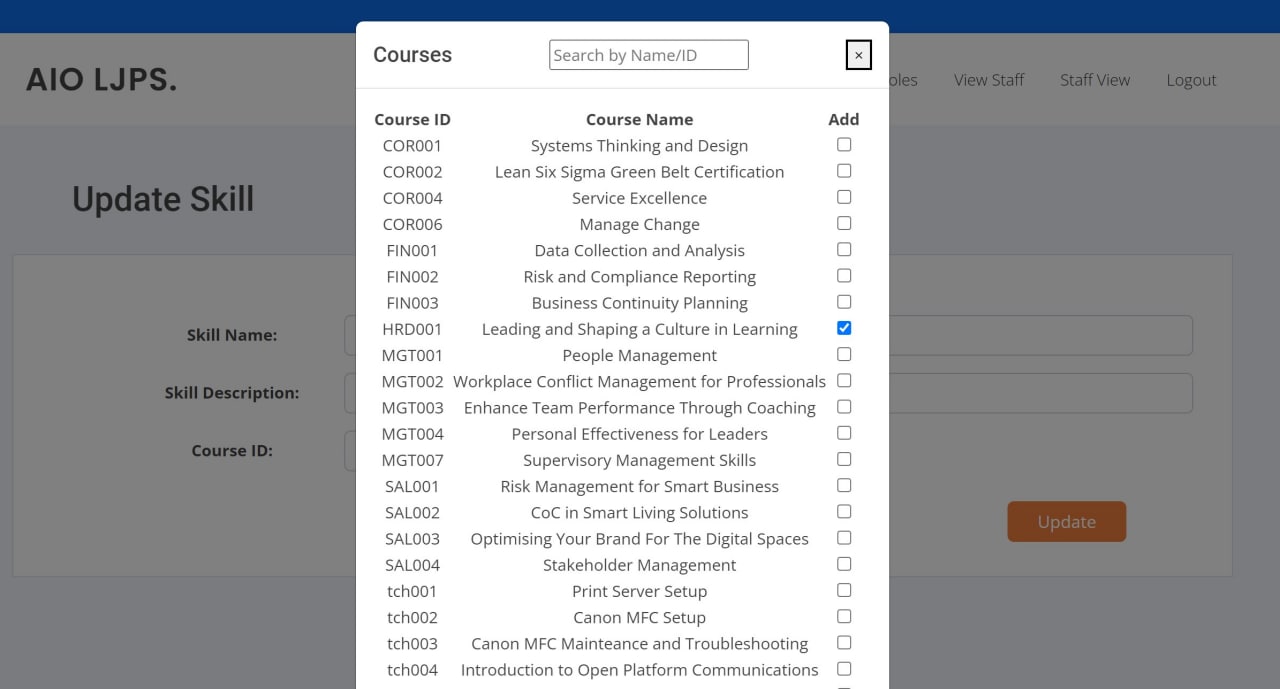 Courses
Search by Name/ID
×
AIO LJPS.
View Staff
Staff View
Logout
Course ID Course Name Add
COR001 Systems Thinking and Design
COR002 Lean Six Sigma Green Belt Certification
COR004 Service Excellence
COR006 Manage Change
FIN001 Data Collection and Analysis
FIN002 Risk and Compliance Reporting
FIN003 Business Continuity Planning
HRD001 Leading and Shaping a Culture in Learning
MGT001 People Management
MGT002 Workplace Conflict Management for Professionals
MGT003 Enhance Team Performance Through Coaching
MGT004 Personal Effectiveness for Leaders
MGT007 Supervisory Management Skills
SAL001 Risk Management for Smart Business
SAL002 CoC in Smart Living Solutions
SAL003 Optimising Your Brand For The Digital Spaces
SAL004 Stakeholder Management
tch001 Print Server Setup
tch002 Canon MFC Setup
tch003 Canon MFC Mainteance and Troubleshooting
tch004 Introduction to Open Platform Communications
Update Skill
Skill Name:
Skill Description:
Course ID:
Update